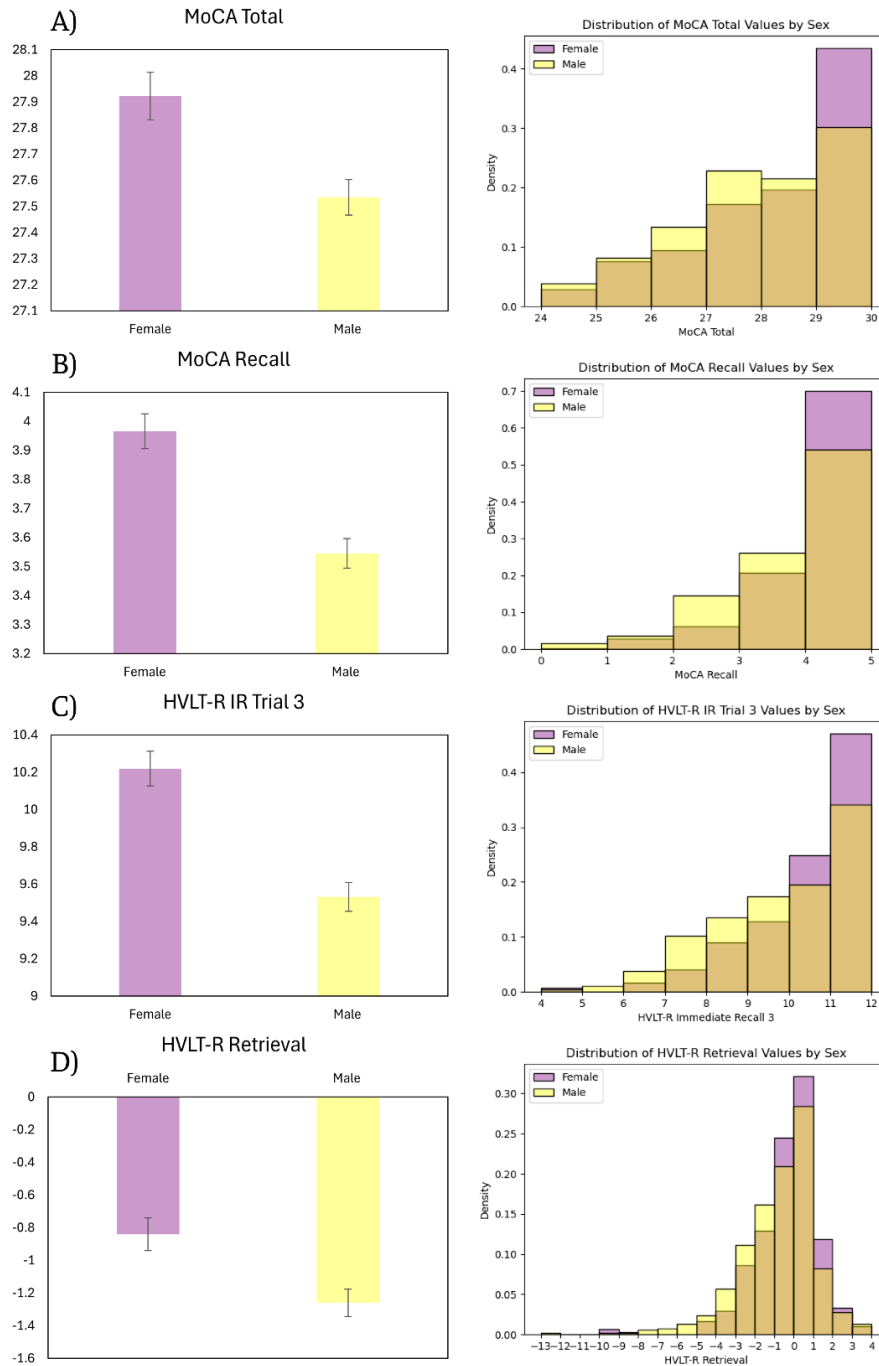 A)
MoCA Total
28.1
28
27.9
27.8
27.7
27.6
27.5
27.4
27.3
27.2
27.1
Female Male
Distribution of MoCA Total Values by Sex
Female
Male
Density
0.4
0.3
0.2
0.1
0.0
24 25 26 27 28 29 30
MoCA Total
B)
MoCA Recall
4.1
4
3.9
3.8
3.7
3.6
3.5
3.4
3.3
3.2
Female Male
Distribution of MoCA Recall Values by Sex
Female
Male
Density
0.7
0.6
0.5
0.4
0.3
0.2
0.1
0.0
0 1 2 3 4 5
MoCA Recall
C)
HVLT-R IR Trial 3
10.4
10.2
10
9.8
9.6
9.4
9.2
9
Female Male
Distribution of HVLT-R IR Trial 3 Values by Sex
Female
Male
Density
0.4
0.3
0.2
0.1
0.0
4 5 6 7 8 9 10 11 12
HVLT-R Immediate Recall 3
D)
HVLT-R Retrieval
Female Male
0
-0.2
-0.4
-0.6
-0.8
-1
-1.2
-1.4
-1.6
Distribution of HVLT-R Retrieval Values by Sex
Female
Male
Density
0.30
0.25
0.20
0.15
0.10
0.05
0.00
−13 −12 −11 −10 −9 −8 −7 −6 −5 −4 −3 −2 −1 0 1 2 3 4
HVLT-R Retrieval